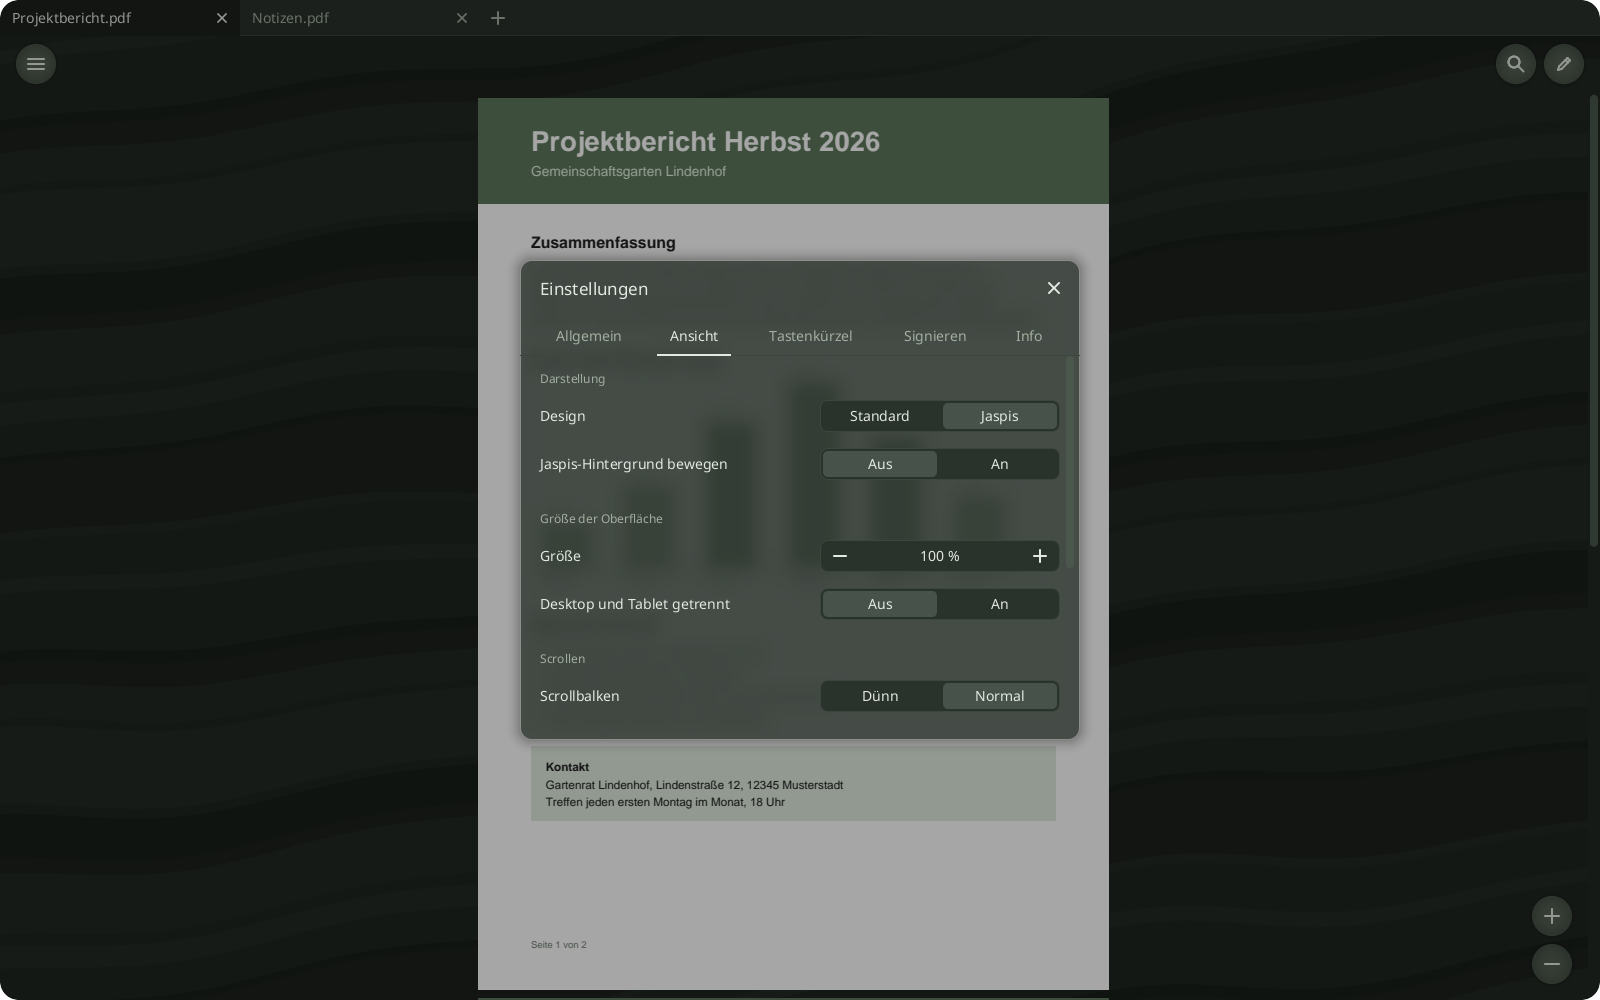 Projektbericht.pdf
Notizen.pdf
Projektbericht Herbst 2026
Gemeinschaftsgarten Lindenhof
Zusammenfassung
Einstellungen
Allgemein Ansicht Tastenkürzel Signieren Info
Darstellung
Design Standard Jaspis
Jaspis-Hintergrund bewegen Aus An
Größe der Oberfläche
Größe 100 %
Desktop und Tablet getrennt Aus An
Scrollen
Scrollbalken Dünn Normal
Kontakt
Gartenrat Lindenhof, Lindenstraße 12, 12345 Musterstadt
Treffen jeden ersten Montag im Monat, 18 Uhr
Seite 1 von 2